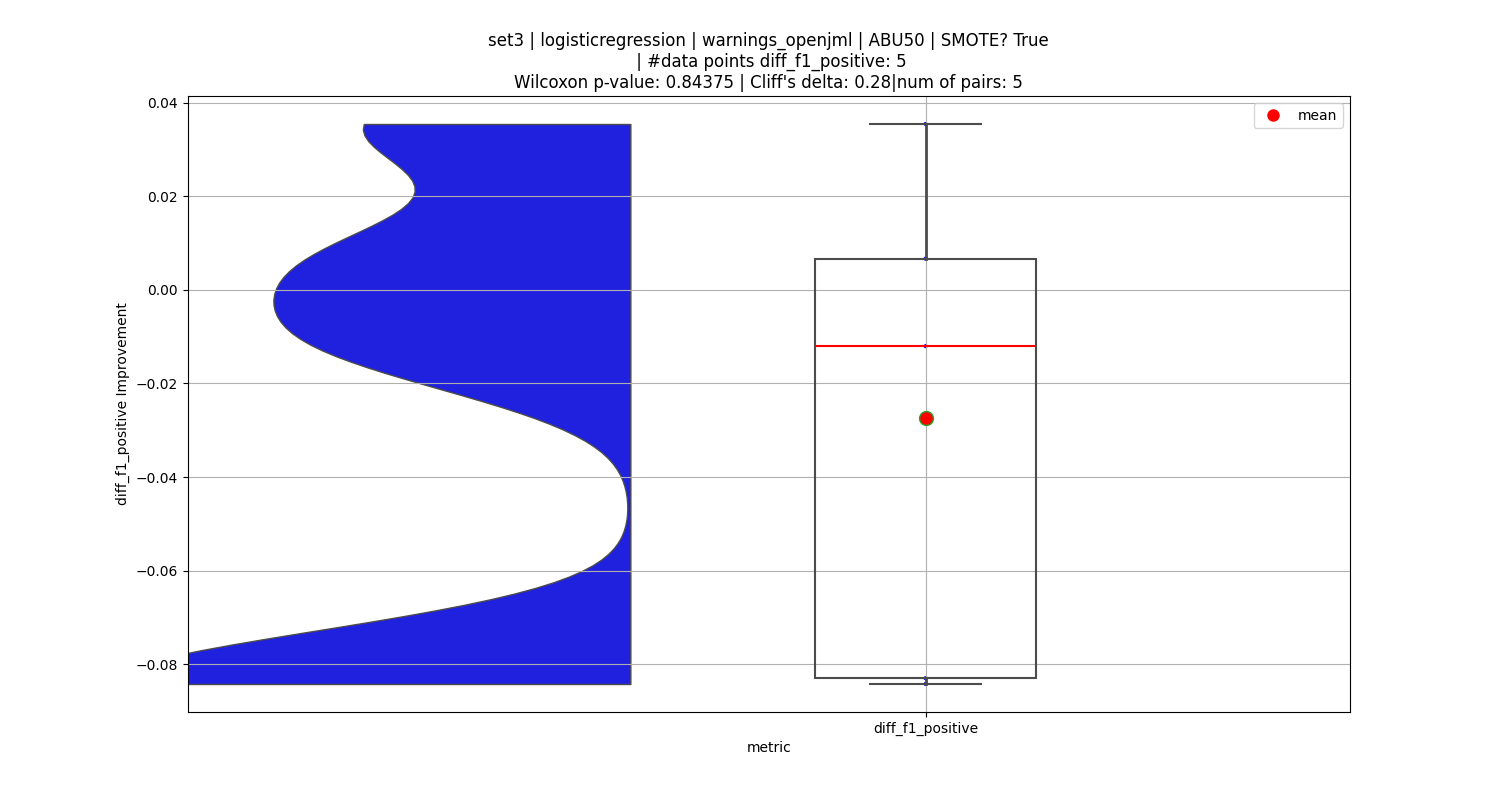 set3 | logisticregression | warnings_openjml | ABU50 | SMOTE? True
| #data points diff_f1_positive: 5
Wilcoxon p-value: 0.84375 | Cliff's delta: 0.28|num of pairs: 5
mean
0.04
0.02
0.00
−0.02
−0.04
−0.06
−0.08
diff_f1_positive Improvement
diff_f1_positive
metric